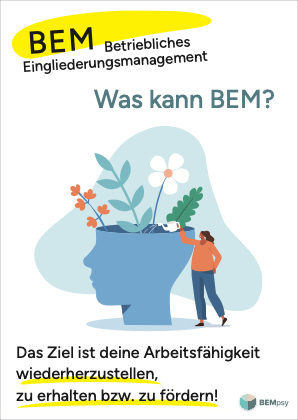 BEM Betriebliches
Eingliederungsmanagement
Was kann BEM?
Das Ziel ist deine Arbeitsfähigkeit
wiederherzustellen,
zu erhalten bzw. zu fördern!
BEMpsy